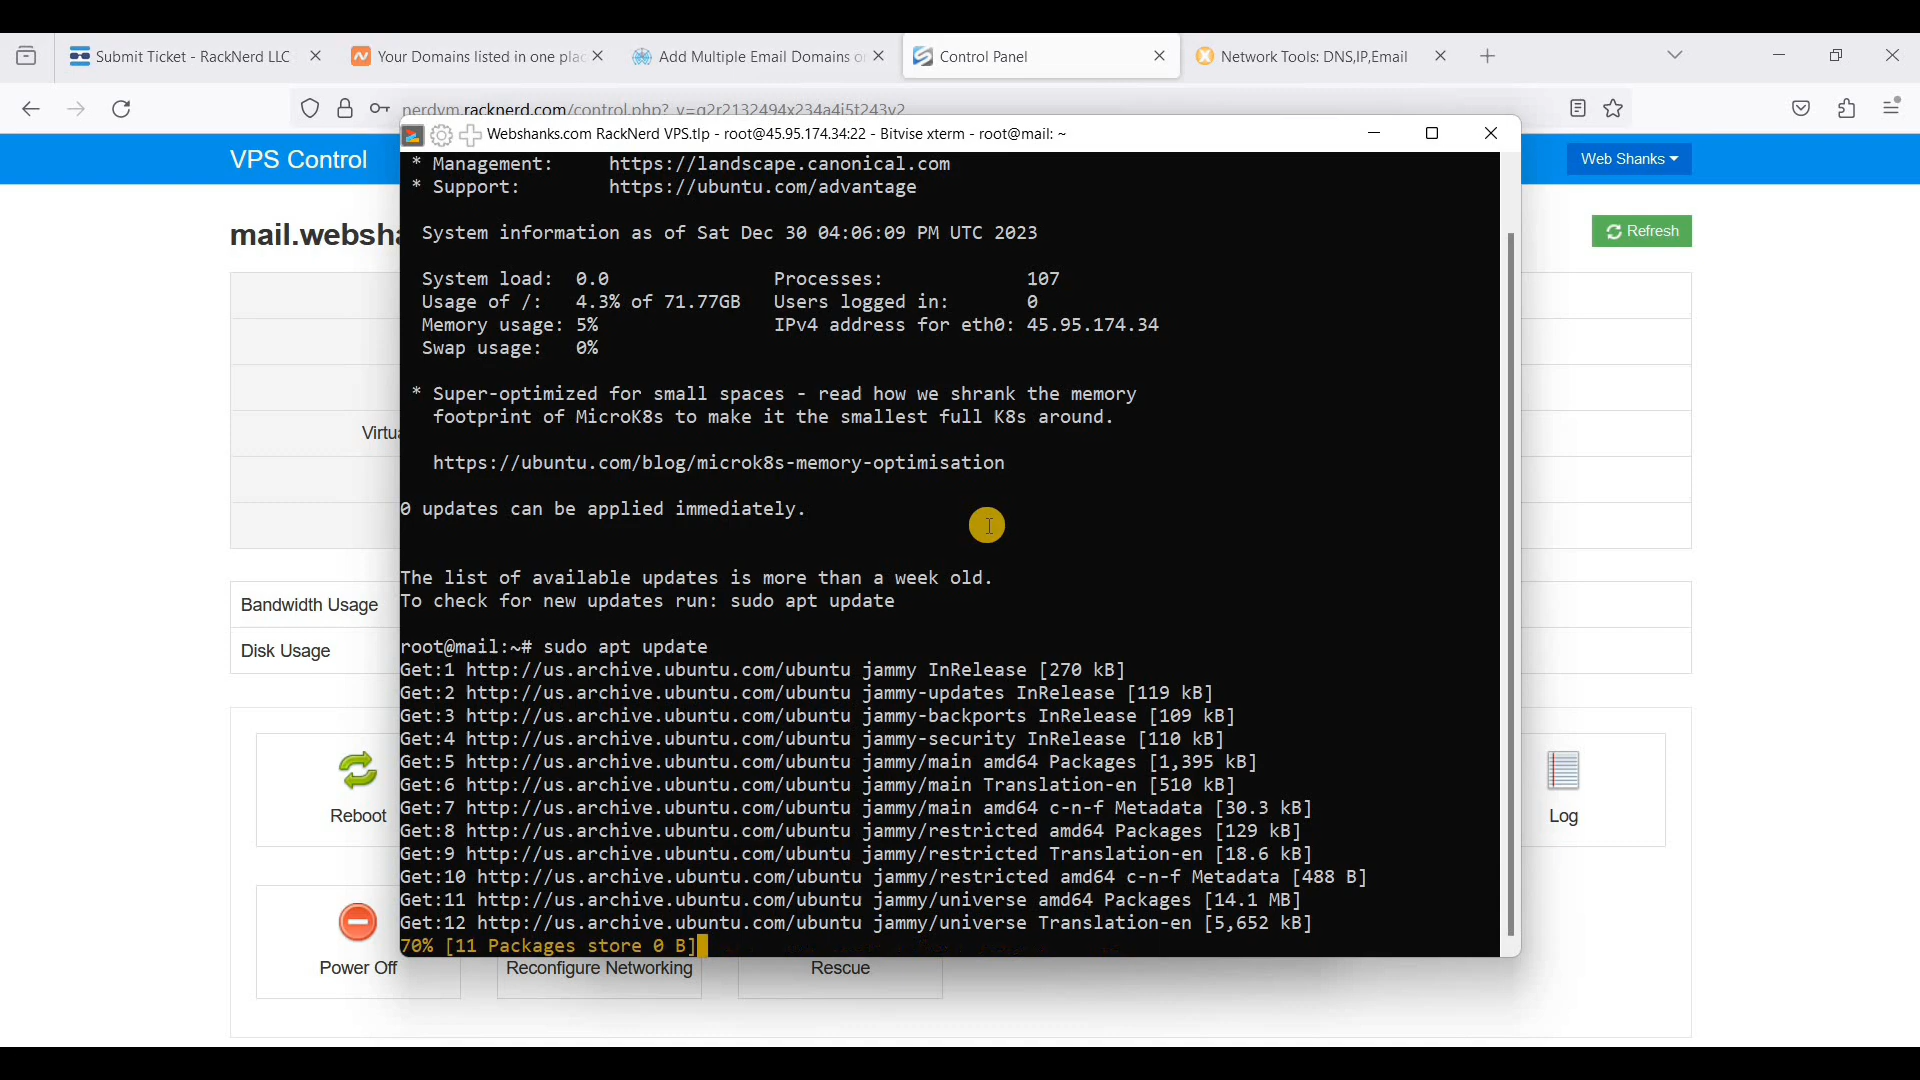 Submit Ticket - RackNerd LLC
Your Domains listed in one plac
Add Multiple Email Domains o
Control Panel
Network Tools: DNS,IP,Email
nerdvm.racknerd.com/control.php?_v=q2r2132494x234a4j5t243v2
Webshanks.com RackNerd VPS.tlp - root@45.95.174.34:22 - Bitvise xterm - root@mail: ~
VPS Control
Web Shanks
mail.websha
Refresh
Virtua
Bandwidth Usage
Disk Usage
* Management: https://landscape.canonical.com
* Support: https://ubuntu.com/advantage
System information as of Sat Dec 30 04:06:09 PM UTC 2023
System load: 0.0 Processes: 107
Usage of /: 4.3% of 71.77GB Users logged in: 0
Memory usage: 5% IPv4 address for eth0: 45.95.174.34
Swap usage: 0%
* Super-optimized for small spaces - read how we shrank the memory
footprint of MicroK8s to make it the smallest full K8s around.
https://ubuntu.com/blog/microk8s-memory-optimisation
0 updates can be applied immediately.
The list of available updates is more than a week old.
To check for new updates run: sudo apt update
root@mail:~# sudo apt update
Get:1 http://us.archive.ubuntu.com/ubuntu jammy InRelease [270 kB]
Get:2 http://us.archive.ubuntu.com/ubuntu jammy-updates InRelease [119 kB]
Get:3 http://us.archive.ubuntu.com/ubuntu jammy-backports InRelease [109 kB]
Get:4 http://us.archive.ubuntu.com/ubuntu jammy-security InRelease [110 kB]
Get:5 http://us.archive.ubuntu.com/ubuntu jammy/main amd64 Packages [1,395 kB]
Get:6 http://us.archive.ubuntu.com/ubuntu jammy/main Translation-en [510 kB]
Get:7 http://us.archive.ubuntu.com/ubuntu jammy/main amd64 c-n-f Metadata [30.3 kB]
Get:8 http://us.archive.ubuntu.com/ubuntu jammy/restricted amd64 Packages [129 kB]
Get:9 http://us.archive.ubuntu.com/ubuntu jammy/restricted Translation-en [18.6 kB]
Get:10 http://us.archive.ubuntu.com/ubuntu jammy/restricted amd64 c-n-f Metadata [488 B]
Get:11 http://us.archive.ubuntu.com/ubuntu jammy/universe amd64 Packages [14.1 MB]
Get:12 http://us.archive.ubuntu.com/ubuntu jammy/universe Translation-en [5,652 kB]
70% [11 Packages store 0 B]
Reboot
Log
Power Off
Reconfigure Networking
Rescue